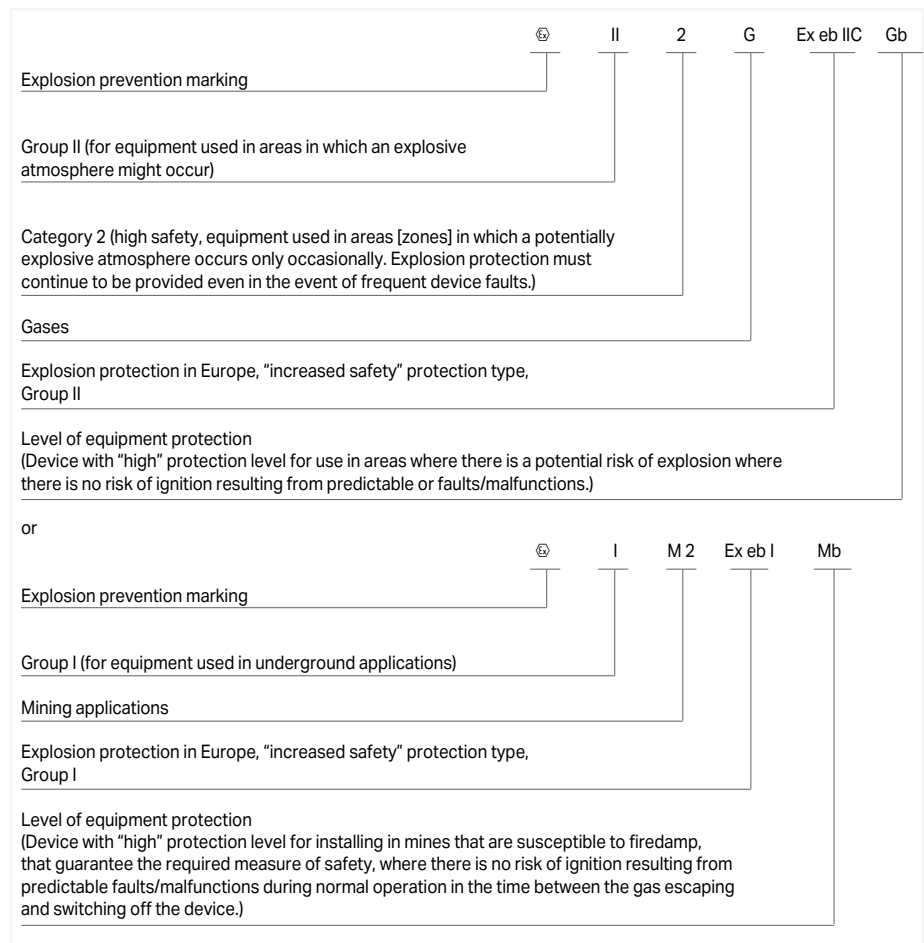 Ex II 2 G Ex eb IIC Gb
Explosion prevention marking
Group II (for equipment used in areas in which an explosive
atmosphere might occur)
Category 2 (high safety, equipment used in areas [zones] in which a potentially
explosive atmosphere occurs only occasionally. Explosion protection must
continue to be provided even in the event of frequent device faults.)
Gases
Explosion protection in Europe, “increased safety” protection type,
Group II
Level of equipment protection
(Device with “high” protection level for use in areas where there is a potential risk of explosion where
there is no risk of ignition resulting from predictable or faults/malfunctions.)
or
Ex I M 2 Ex eb I Mb
Explosion prevention marking
Group I (for equipment used in underground applications)
Mining applications
Explosion protection in Europe, “increased safety” protection type,
Group I
Level of equipment protection
(Device with “high” protection level for installing in mines that are susceptible to firedamp,
that guarantee the required measure of safety, where there is no risk of ignition resulting from
predictable faults/malfunctions during normal operation in the time between the gas escaping
and switching off the device.)